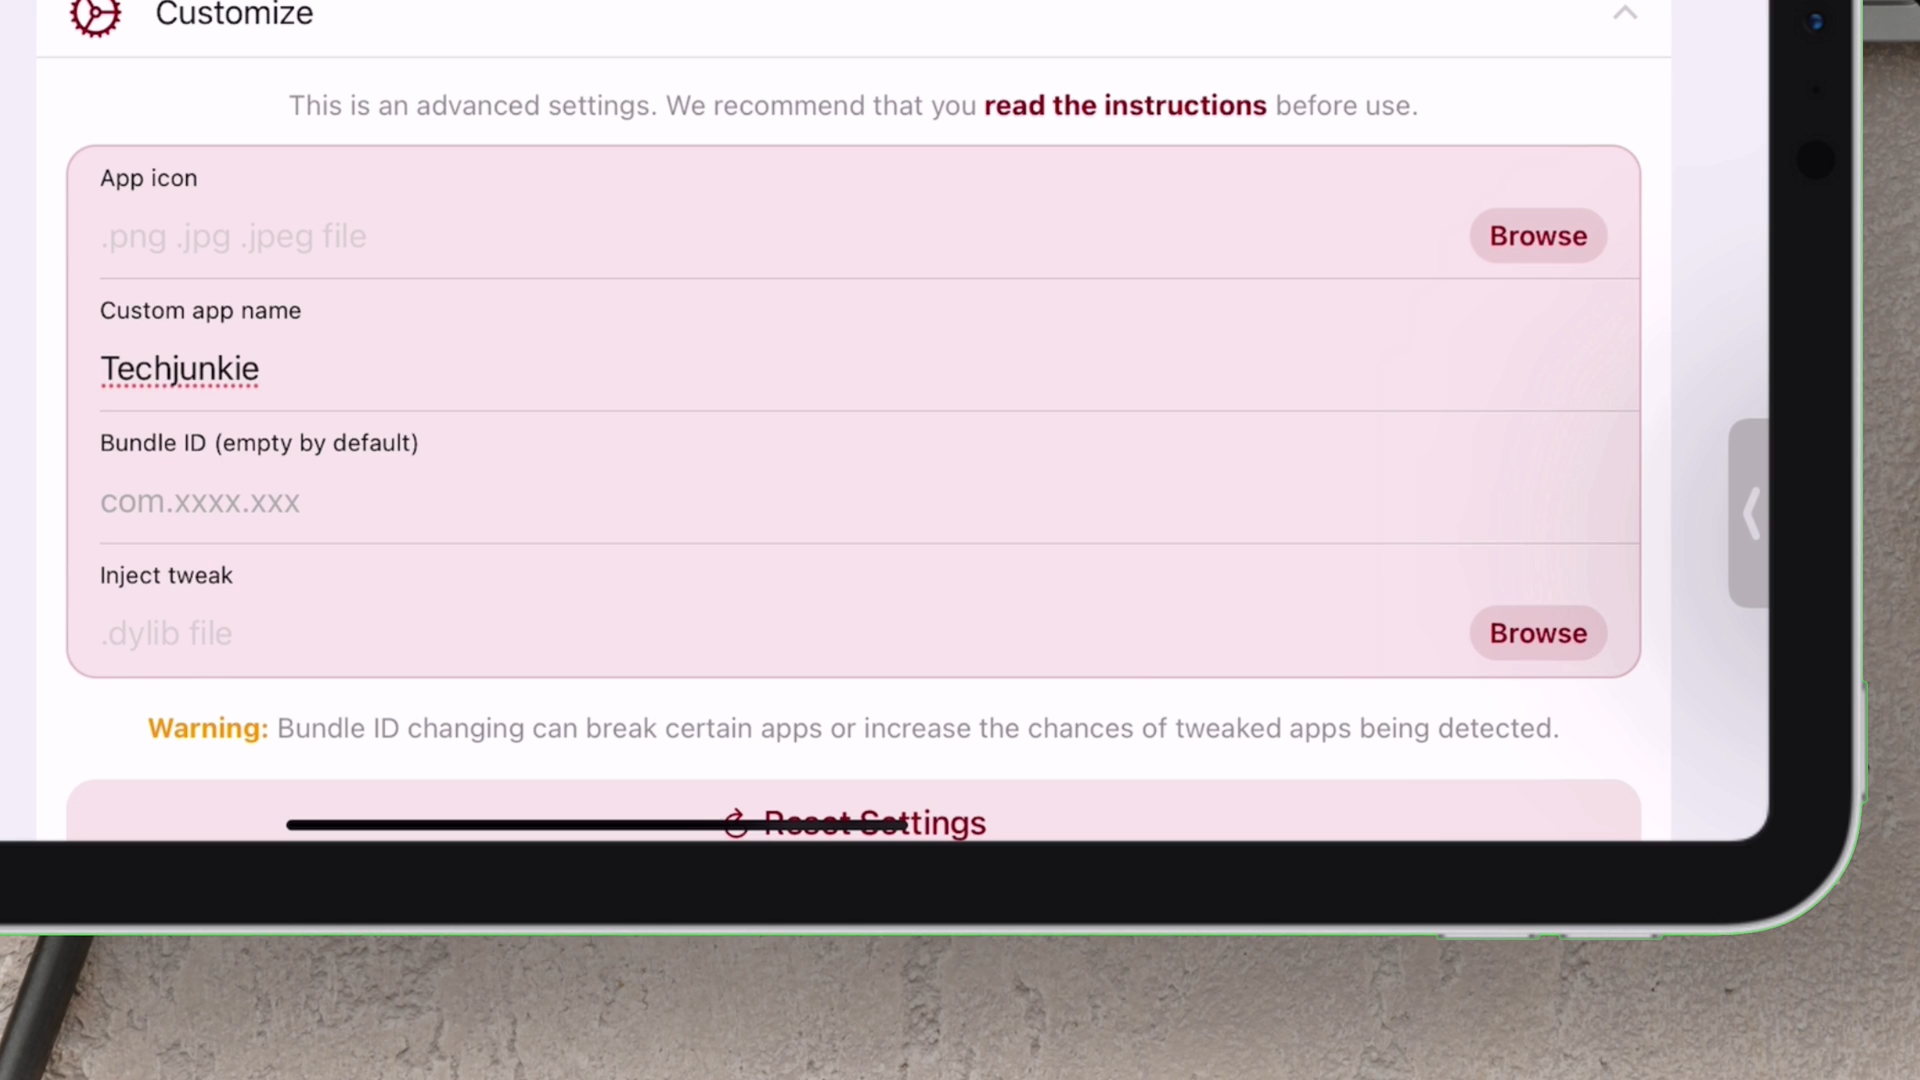 Customize
This is an advanced settings. We recommend that you read the instructions before use.
App icon
.png .jpg .jpeg file
Browse
Custom app name
Techjunkie
Bundle ID (empty by default)
com.xxxx.xxx
Inject tweak
.dylib file
Browse
Warning: Bundle ID changing can break certain apps or increase the chances of tweaked apps being detected.
Reset Settings